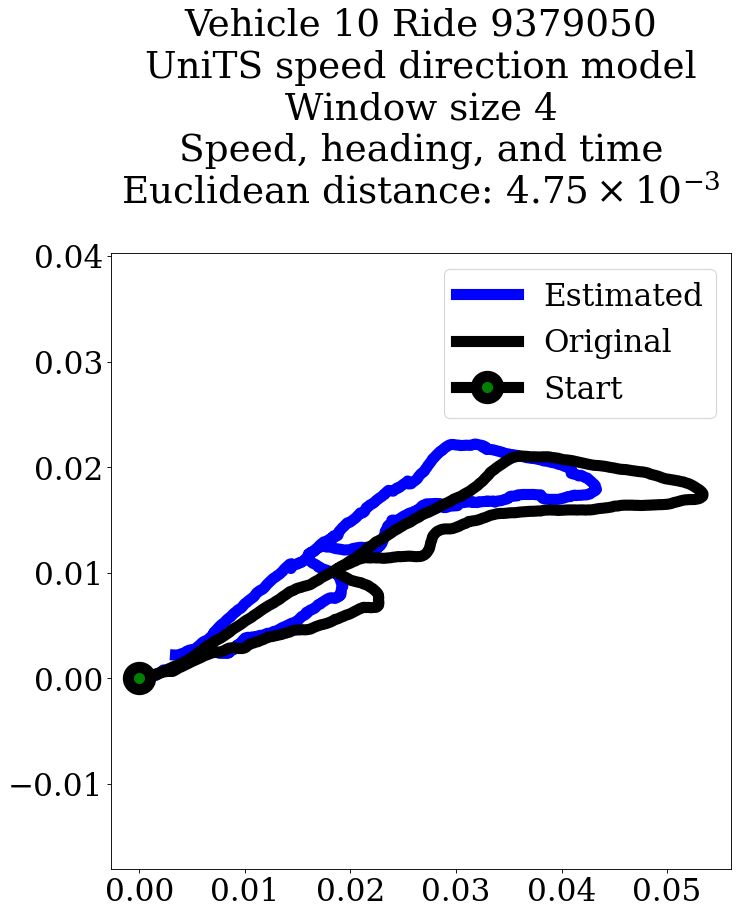 Vehicle 10 Ride 9379050
UniTS speed direction model
Window size 4
Speed, heading, and time
Euclidean distance: 4.75 × 10⁻³
0.04
0.03
0.02
0.01
0.00
−0.01
Estimated
Original
Start
0.00 0.01 0.02 0.03 0.04 0.05